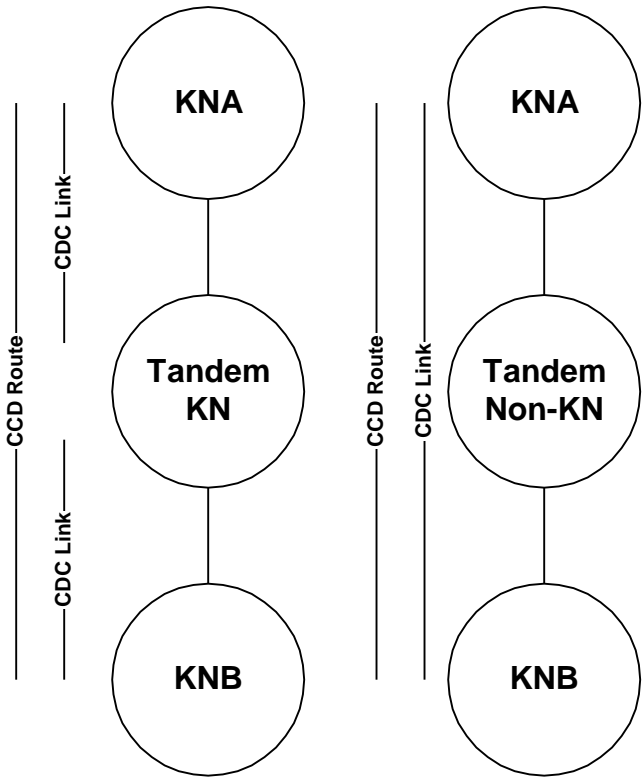 KNA
CDC Link
CCD Route
Tandem
KN
CDC Link
KNB
KNA
CCD Route
CDC Link
Tandem
Non-KN
KNB